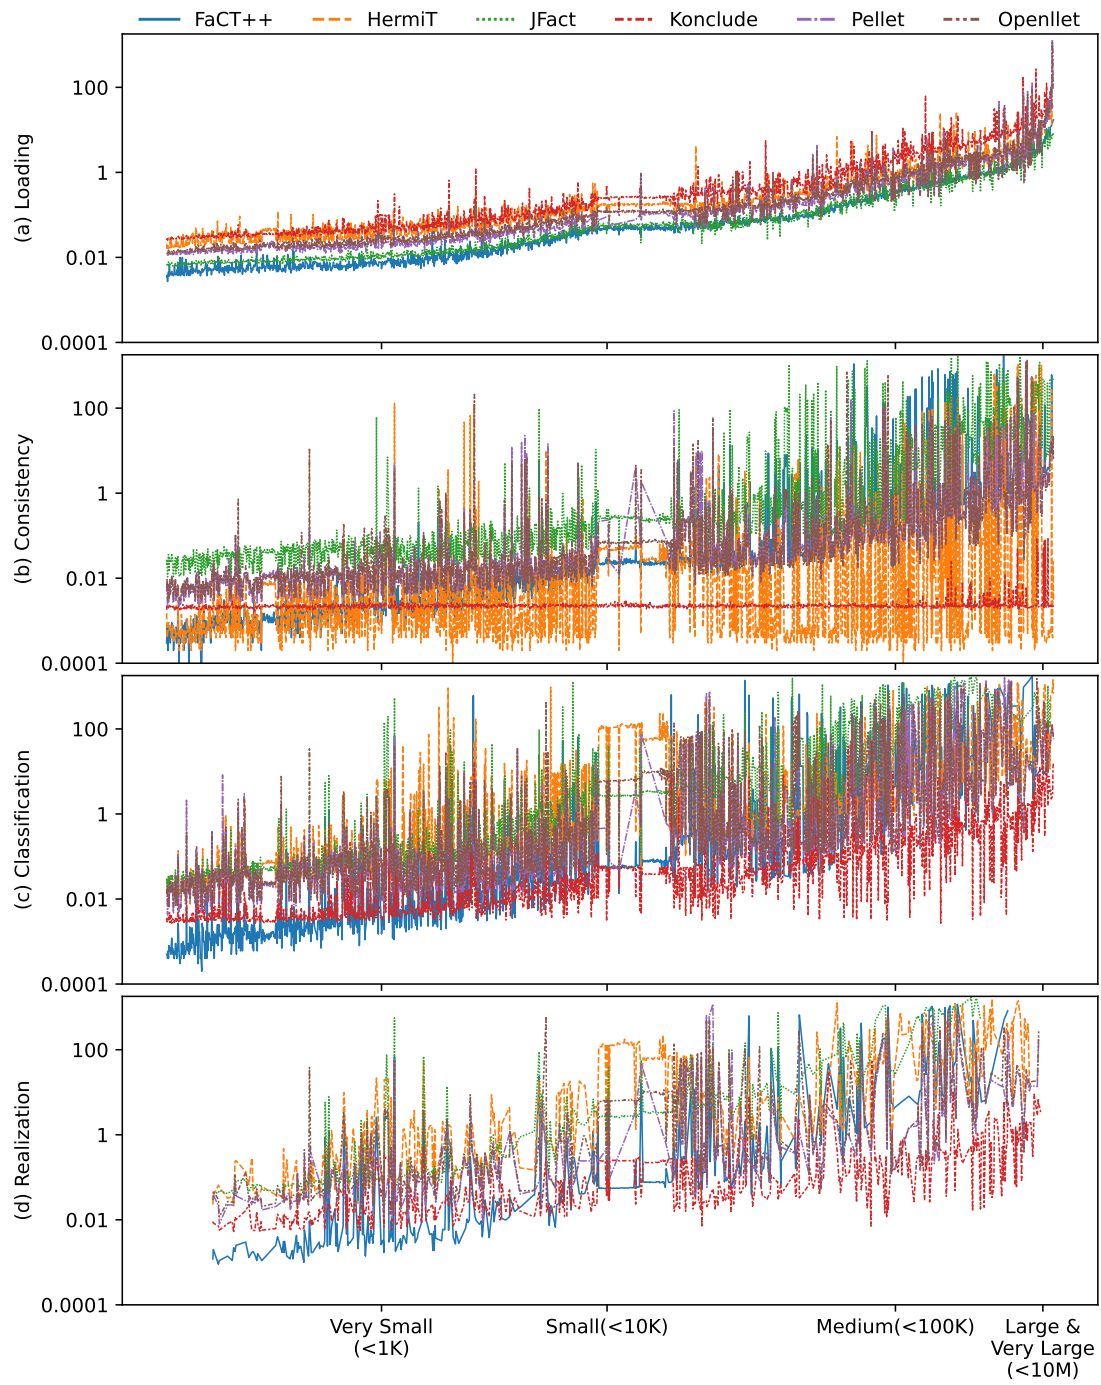 FaCT++ HermiT JFact Konclude Pellet Openllet
(a) Loading
100
1
0.01
0.0001
(b) Consistency
100
1
0.01
0.0001
(c) Classification
100
1
0.01
0.0001
(d) Realization
100
1
0.01
0.0001
Very Small
(<1K)
Small(<10K)
Medium(<100K)
Large &
Very Large
(<10M)